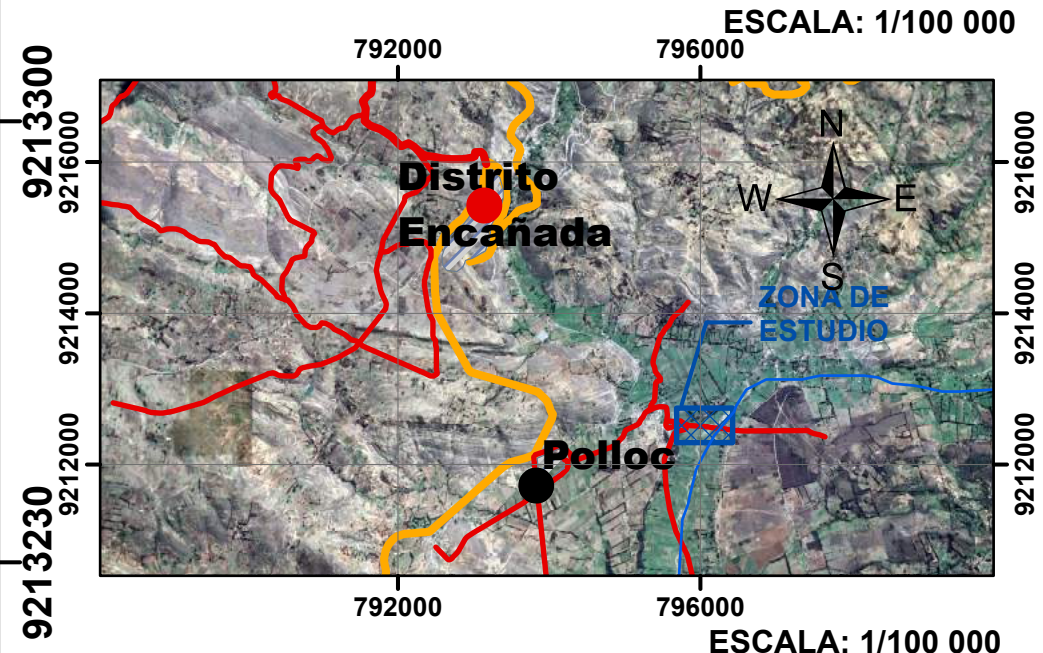 ESCALA: 1/100 000
792000
796000
9213300
9216000
9216000
N
Distrito
W
E
Encañada
S
9214000
9214000
ZONA DE
ESTUDIO
Polloc
9212000
9212000
9213230
792000
796000
ESCALA: 1/100 000